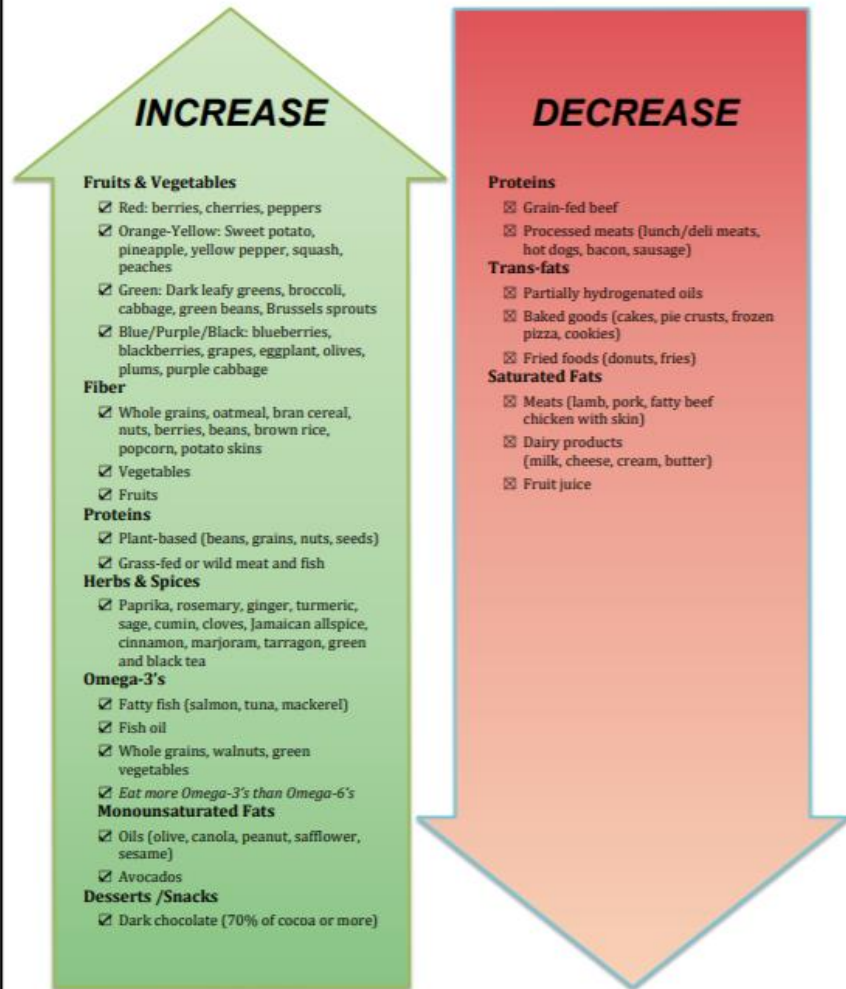 INCREASE
Fruits & Vegetables
☑ Red: berries, cherries, peppers
☑ Orange-Yellow: Sweet potato,
pineapple, yellow pepper, squash,
peaches
☑ Green: Dark leafy greens, broccoli,
cabbage, green beans, Brussels sprouts
☑ Blue/Purple/Black: blueberries,
blackberries, grapes, eggplant, olives,
plums, purple cabbage
Fiber
☑ Whole grains, oatmeal, bran cereal,
nuts, berries, beans, brown rice,
popcorn, potato skins
☑ Vegetables
☑ Fruits
Proteins
☑ Plant-based (beans, grains, nuts, seeds)
☑ Grass-fed or wild meat and fish
Herbs & Spices
☑ Paprika, rosemary, ginger, turmeric,
sage, cumin, cloves, Jamaican allspice,
cinnamon, marjoram, tarragon, green
and black tea
Omega-3's
☑ Fatty fish (salmon, tuna, mackerel)
☑ Fish oil
☑ Whole grains, walnuts, green
vegetables
☑ Eat more Omega-3's than Omega-6's
Monounsaturated Fats
☑ Oils (olive, canola, peanut, safflower,
sesame)
☑ Avocados
Desserts /Snacks
☑ Dark chocolate (70% of cocoa or more)
DECREASE
Proteins
☒ Grain-fed beef
☒ Processed meats (lunch/deli meats,
hot dogs, bacon, sausage)
Trans-fats
☒ Partially hydrogenated oils
☒ Baked goods (cakes, pie crusts, frozen
pizza, cookies)
☒ Fried foods (donuts, fries)
Saturated Fats
☒ Meats (lamb, pork, fatty beef
chicken with skin)
☒ Dairy products
(milk, cheese, cream, butter)
☒ Fruit juice